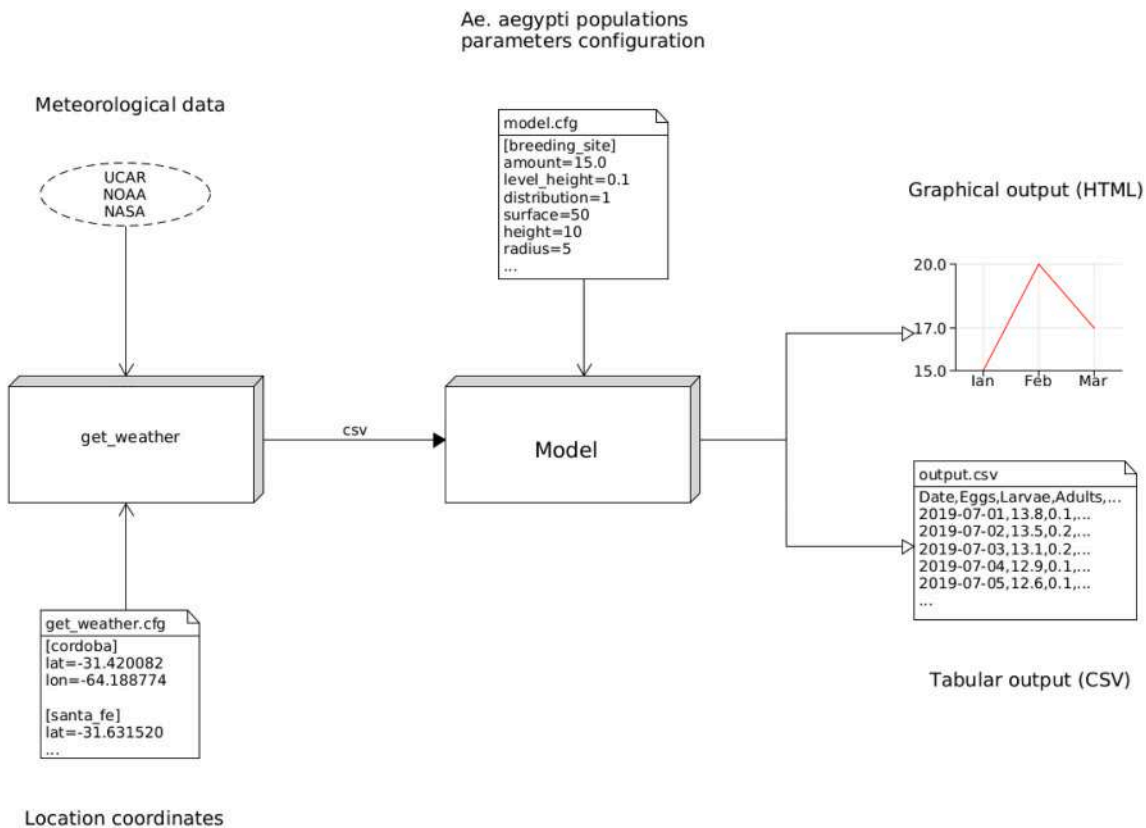 Ae. aegypti populations
parameters configuration
Meteorological data
UCAR
NOAA
NASA
model.cfg
[breeding_site]
amount=15.0
level_height=0.1
distribution=1
surface=50
height=10
radius=5
...
Graphical output (HTML)
20.0
17.0
15.0
Ian
Feb
Mar
get_weather
csv
Model
output.csv
Date,Eggs,Larvae,Adults,...
2019-07-01,13.8,0.1,...
2019-07-02,13.5,0.2,...
2019-07-03,13.1,0.2,...
2019-07-04,12.9,0.1,...
2019-07-05,12.6,0.1,...
...
Tabular output (CSV)
get_weather.cfg
[cordoba]
lat=-31.420082
lon=-64.188774
[santa_fe]
lat=-31.631520
...
Location coordinates